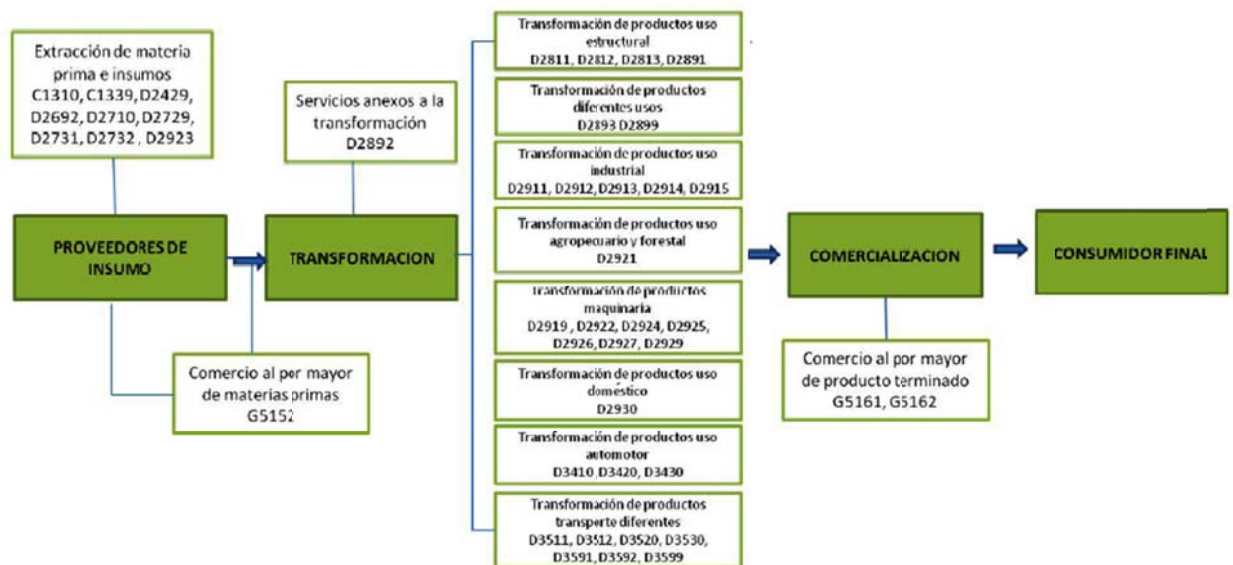 Extracción de materia
prima e insumos
C1310, C1339, D2429,
D2692, D2710, D2729,
D2731, D2732 , D2923
PROVEEDORES DE
INSUMO
Comercio al por mayor
de materias primas
G5152
Servicios anexos a la
transformación
D2892
TRANSFORMACION
Transformación de productos uso
estructural
D2811, D2812, D2813, D2891
Transformación de productos
diferentes usos
D2893 D2899
Transformación de productos uso
industrial
D2911, D2912, D2913, D2914, D2915
Transformación de productos uso
agropecuario y forestal
D2921
Transformación de productos
maquinaria
D2919 , D2922, D2924, D2925,
D2926, D2927, D2929
Transformación de productos uso
doméstico
D2930
Transformación de productos uso
automotor
D3410, D3420, D3430
Transformación de productos
transporte diferentes
D3511, D3512, D3520, D3530,
D3591, D3592, D3599
COMERCIALIZACION
Comercio al por mayor
de producto terminado
G5161, G5162
CONSUMIDOR FINAL